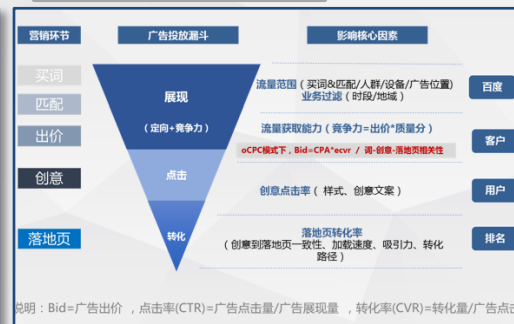 营销环节
广告投放漏斗
影响核心因素
买词
匹配
出价
创意
落地页
展现
（定向+竞争力）
点击
转化
流量范围（买词&匹配/人群/设备/广告位置)
业务过滤（时段/地域）
流量获取能力（竞争力=出价*质量分）
oCPC模式下，Bid=CPA*ecvr / 词-创意-落地页相关性
创意点击率（ 样式、创意文案）
落地页转化率
（创意到落地页一致性、加载速度、吸引力、转化
路径）
百度
客户
用户
排名
说明：Bid=广告出价 ，点击率(CTR)=广告点击量/广告展现量 ，转化率(CVR)=转化量/广告点击